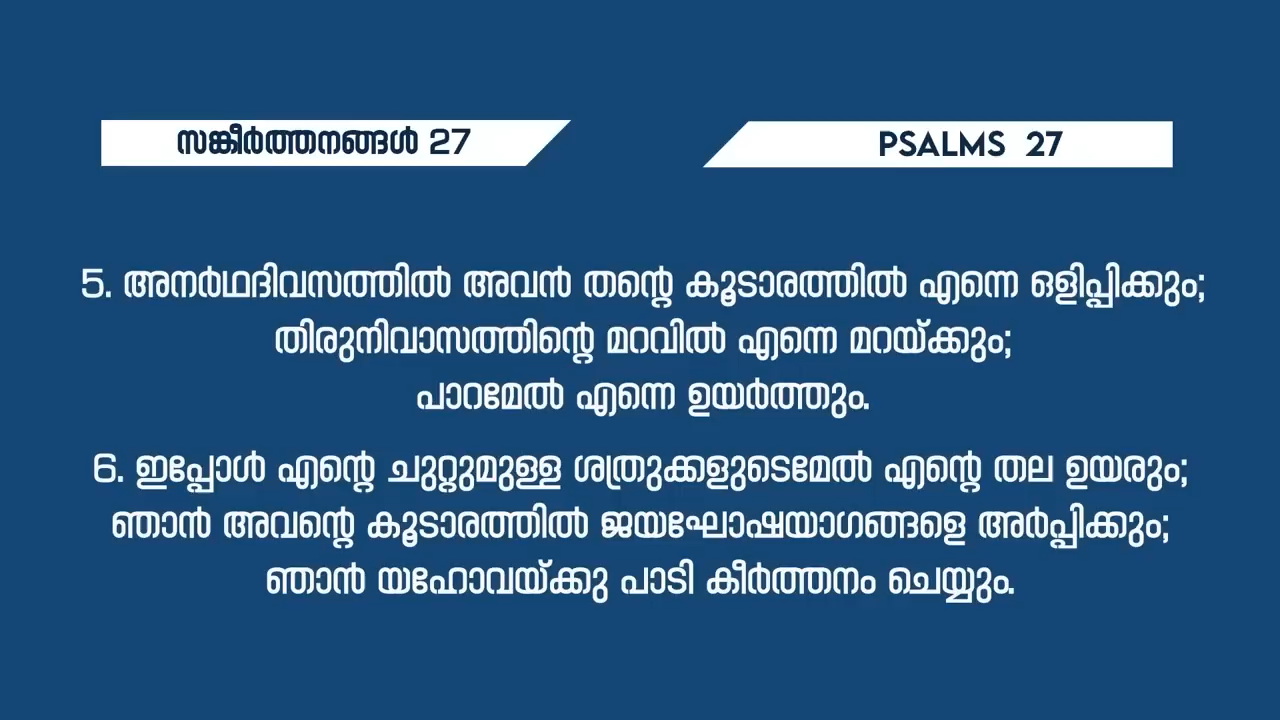 സങ്കീർത്തനങ്ങൾ 27
PSALMS 27
5. അനർഥദിവസത്തിൽ അവൻ തന്റെ കൂടാരത്തിൽ എന്നെ ഒളിപ്പിക്കും;
തിരുനിവാസത്തിന്റെ മറവിൽ എന്നെ മറയ്ക്കും;
പാറമേൽ എന്നെ ഉയർത്തും.
6. ഇപ്പോൾ എന്റെ ചുറ്റുമുള്ള ശത്രുക്കളുടെമേൽ എന്റെ തല ഉയരും;
ഞാൻ അവന്റെ കൂടാരത്തിൽ ജയഘോഷയാഗങ്ങളെ അർപ്പിക്കും;
ഞാൻ യഹോവയ്ക്കു പാടി കീർത്തനം ചെയ്യും.